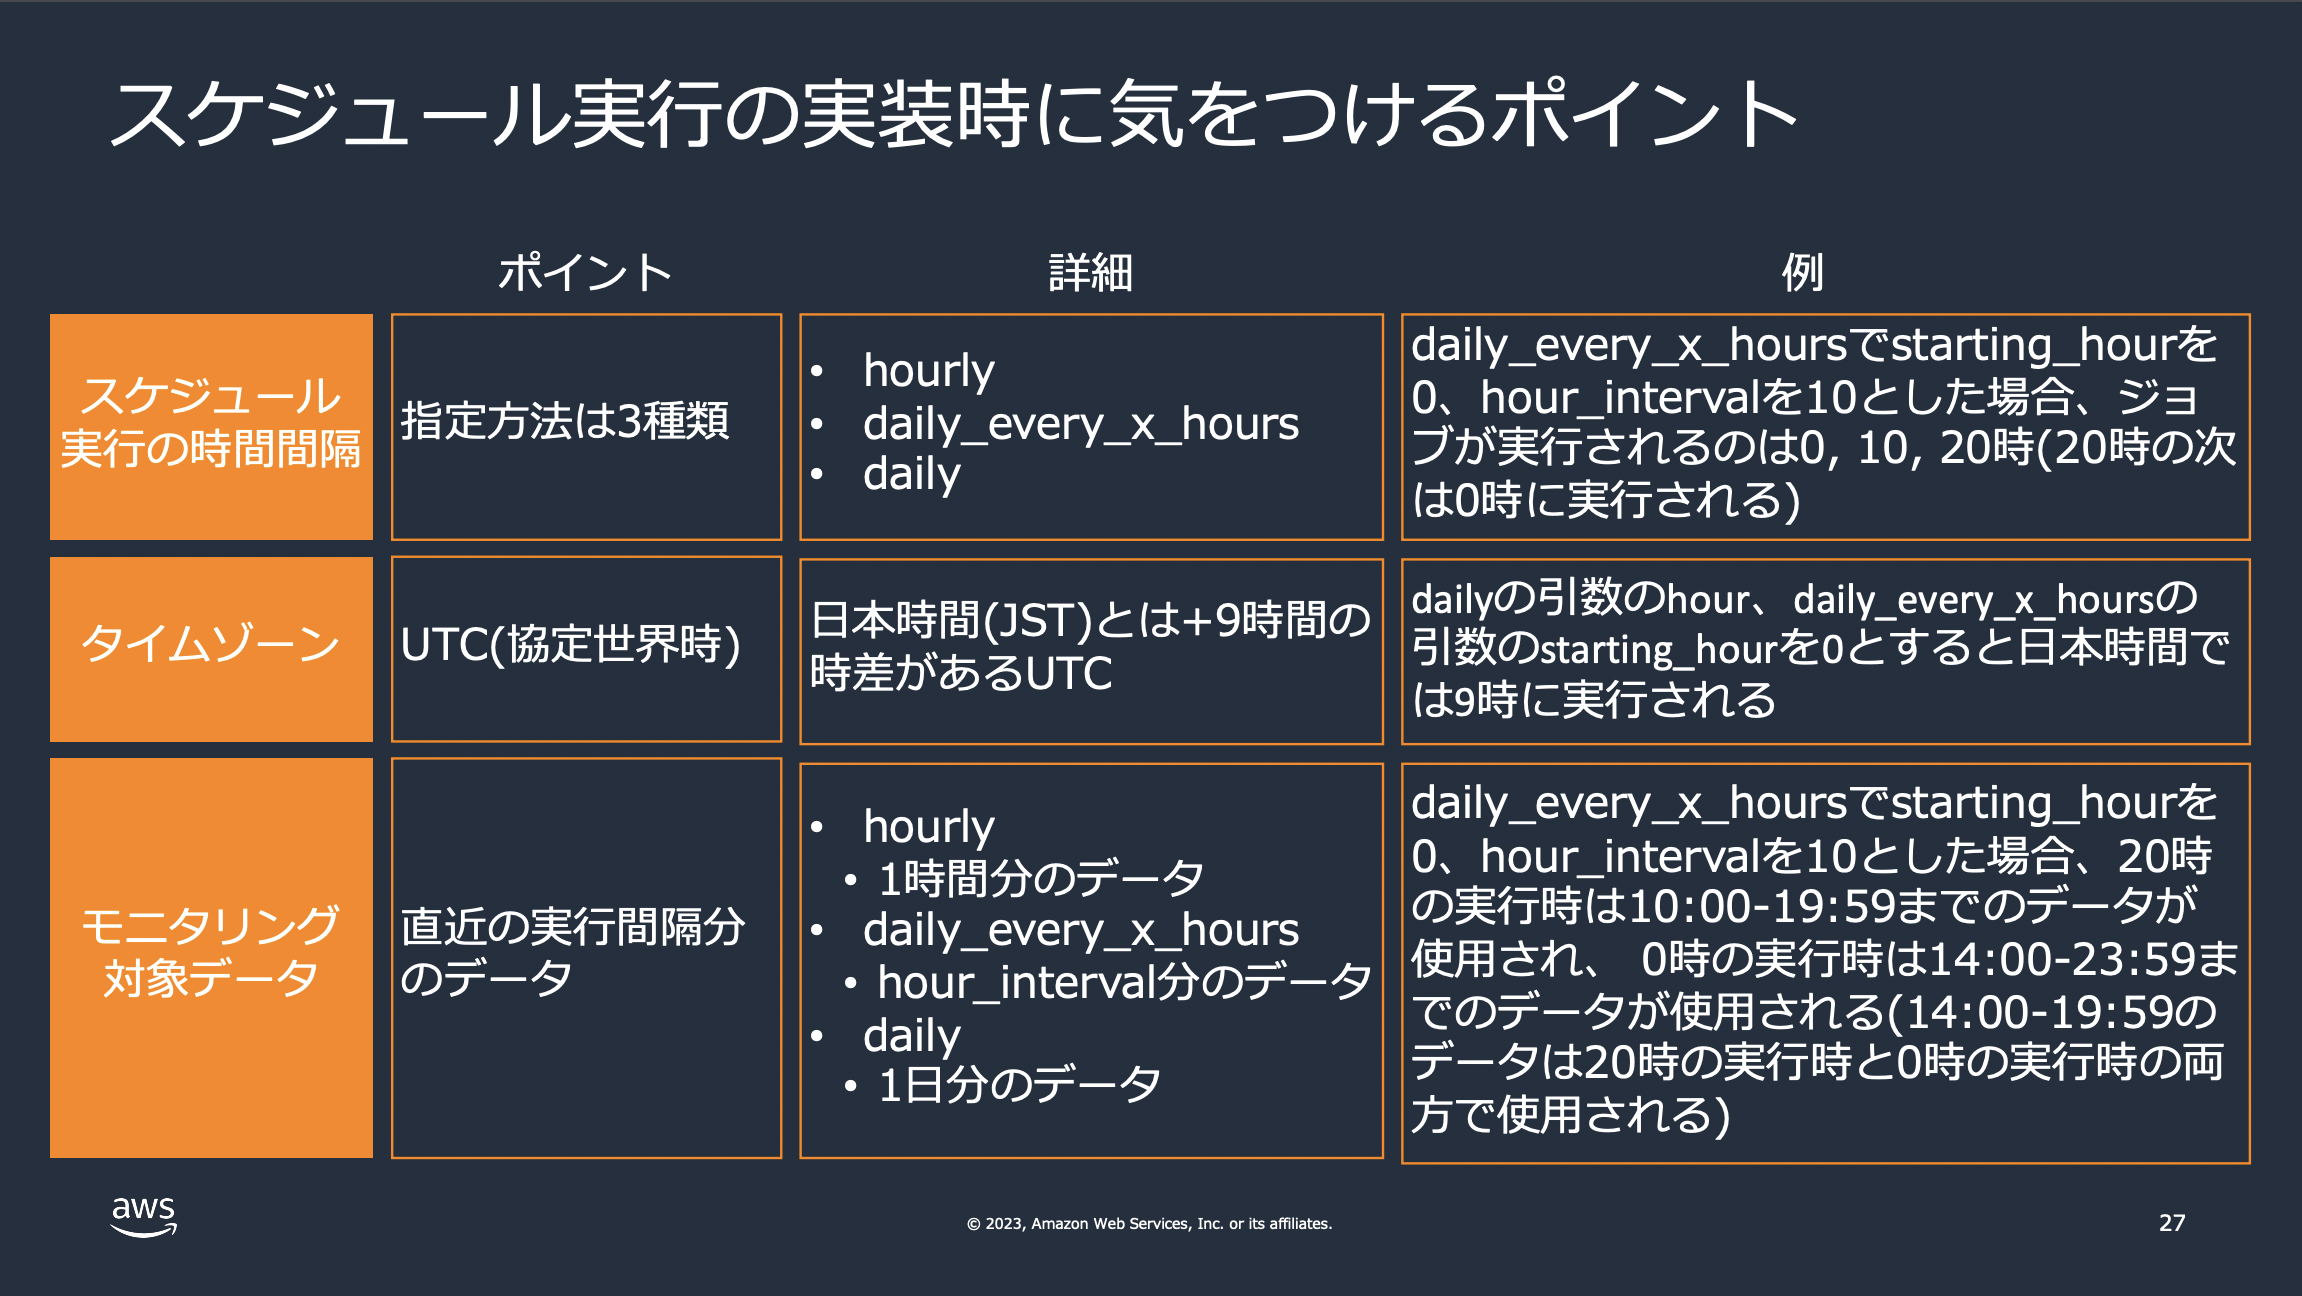 スケジュール実行の実装時に気をつけるポイント
ポイント
詳細
例
スケジュール
実行の時間間隔
指定方法は3種類
• hourly
• daily_every_x_hours
• daily
daily_every_x_hoursでstarting_hourを
0、hour_intervalを10とした場合、ジョ
ブが実行されるのは0, 10, 20時(20時の次
は0時に実行される)
タイムゾーン
UTC(協定世界時)
日本時間(JST)とは+9時間の
時差があるUTC
dailyの引数のhour、daily_every_x_hoursの
引数のstarting_hourを0とすると日本時間で
は9時に実行される
モニタリング
対象データ
直近の実行間隔分
のデータ
• hourly
• 1時間分のデータ
• daily_every_x_hours
• hour_interval分のデータ
• daily
• 1日分のデータ
daily_every_x_hoursでstarting_hourを
0、hour_intervalを10とした場合、20時
の実行時は10:00-19:59までのデータが
使用され、 0時の実行時は14:00-23:59ま
でのデータが使用される(14:00-19:59の
データは20時の実行時と0時の実行時の両
方で使用される)
aws
© 2023, Amazon Web Services, Inc. or its affiliates.
27